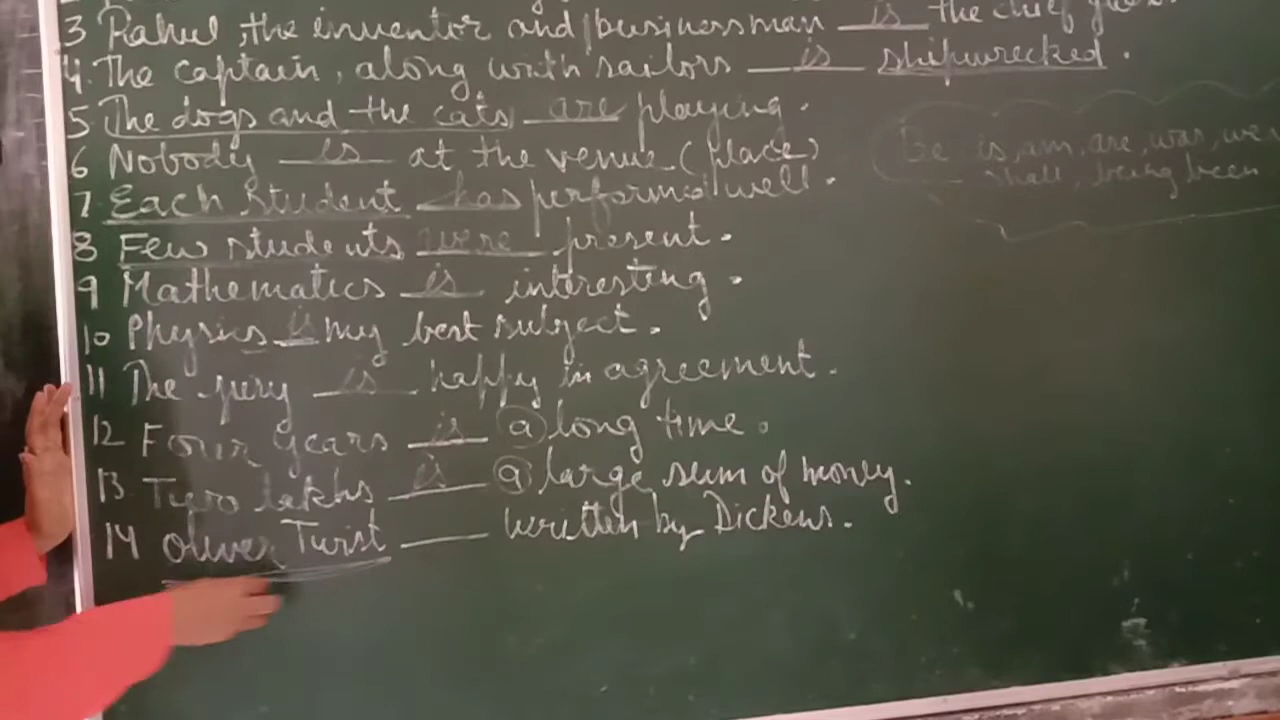 3 Rahul, the inventor and businessman is the chief
4. The captain, along with sailors is shipwrecked.
5 The dogs and the cats are playing.
6 Nobody is at the venue (place)
7 Each student has performed well.
8 Few students were present.
9 Mathematics is interesting.
10 Physics is my best subject.
11 The jury is happy in agreement.
12 Four years is a long time.
13 Two lakhs is a large sum of money.
14 Oliver Twist ___ written by Dickens.
Be is, am, are, was,
shall, being been